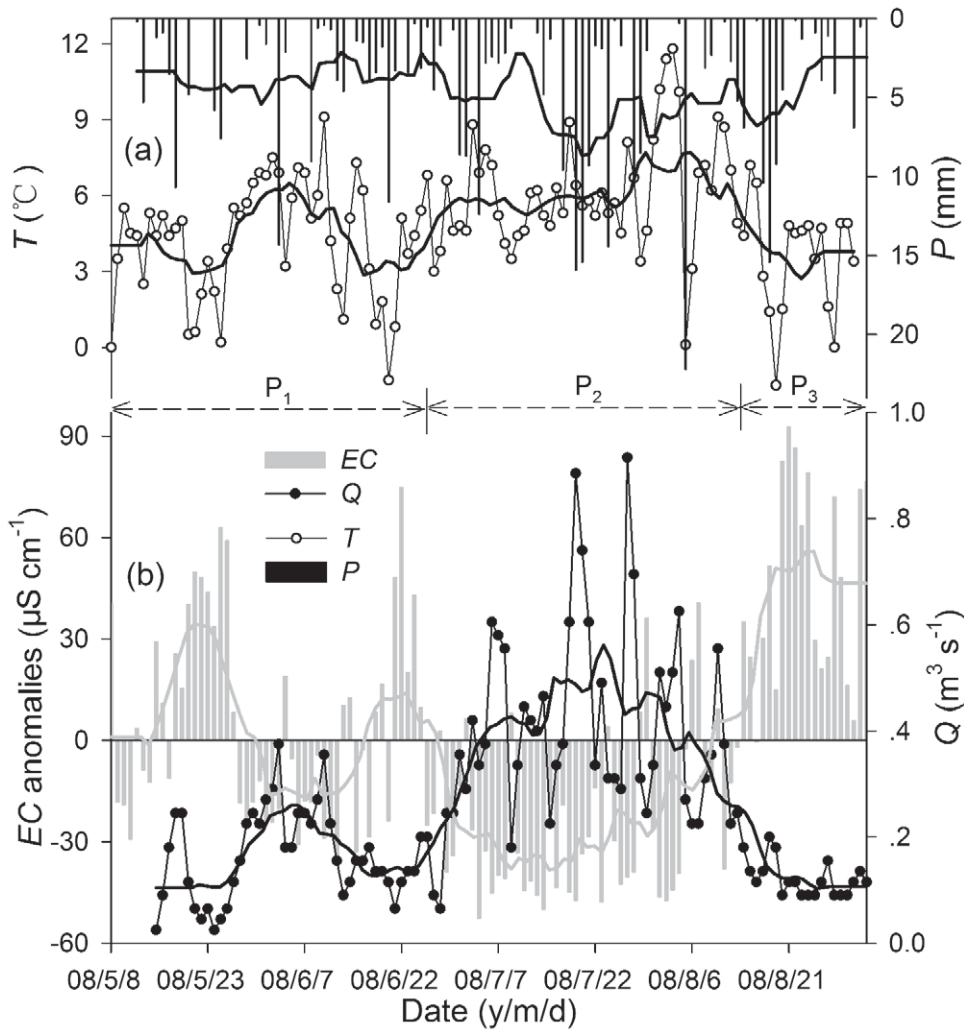 12
9
6
3
0
T (℃)
(a)
0
5
10
15
20
P (mm)
P1
P2
P3
90
60
30
0
-30
-60
EC anomalies (µS cm-1)
EC
Q
T
P
(b)
1.0
.8
.6
.4
.2
0.0
Q (m3 s-1)
08/5/8 08/5/23 08/6/7 08/6/22 08/7/7 08/7/22 08/8/6 08/8/21
Date (y/m/d)